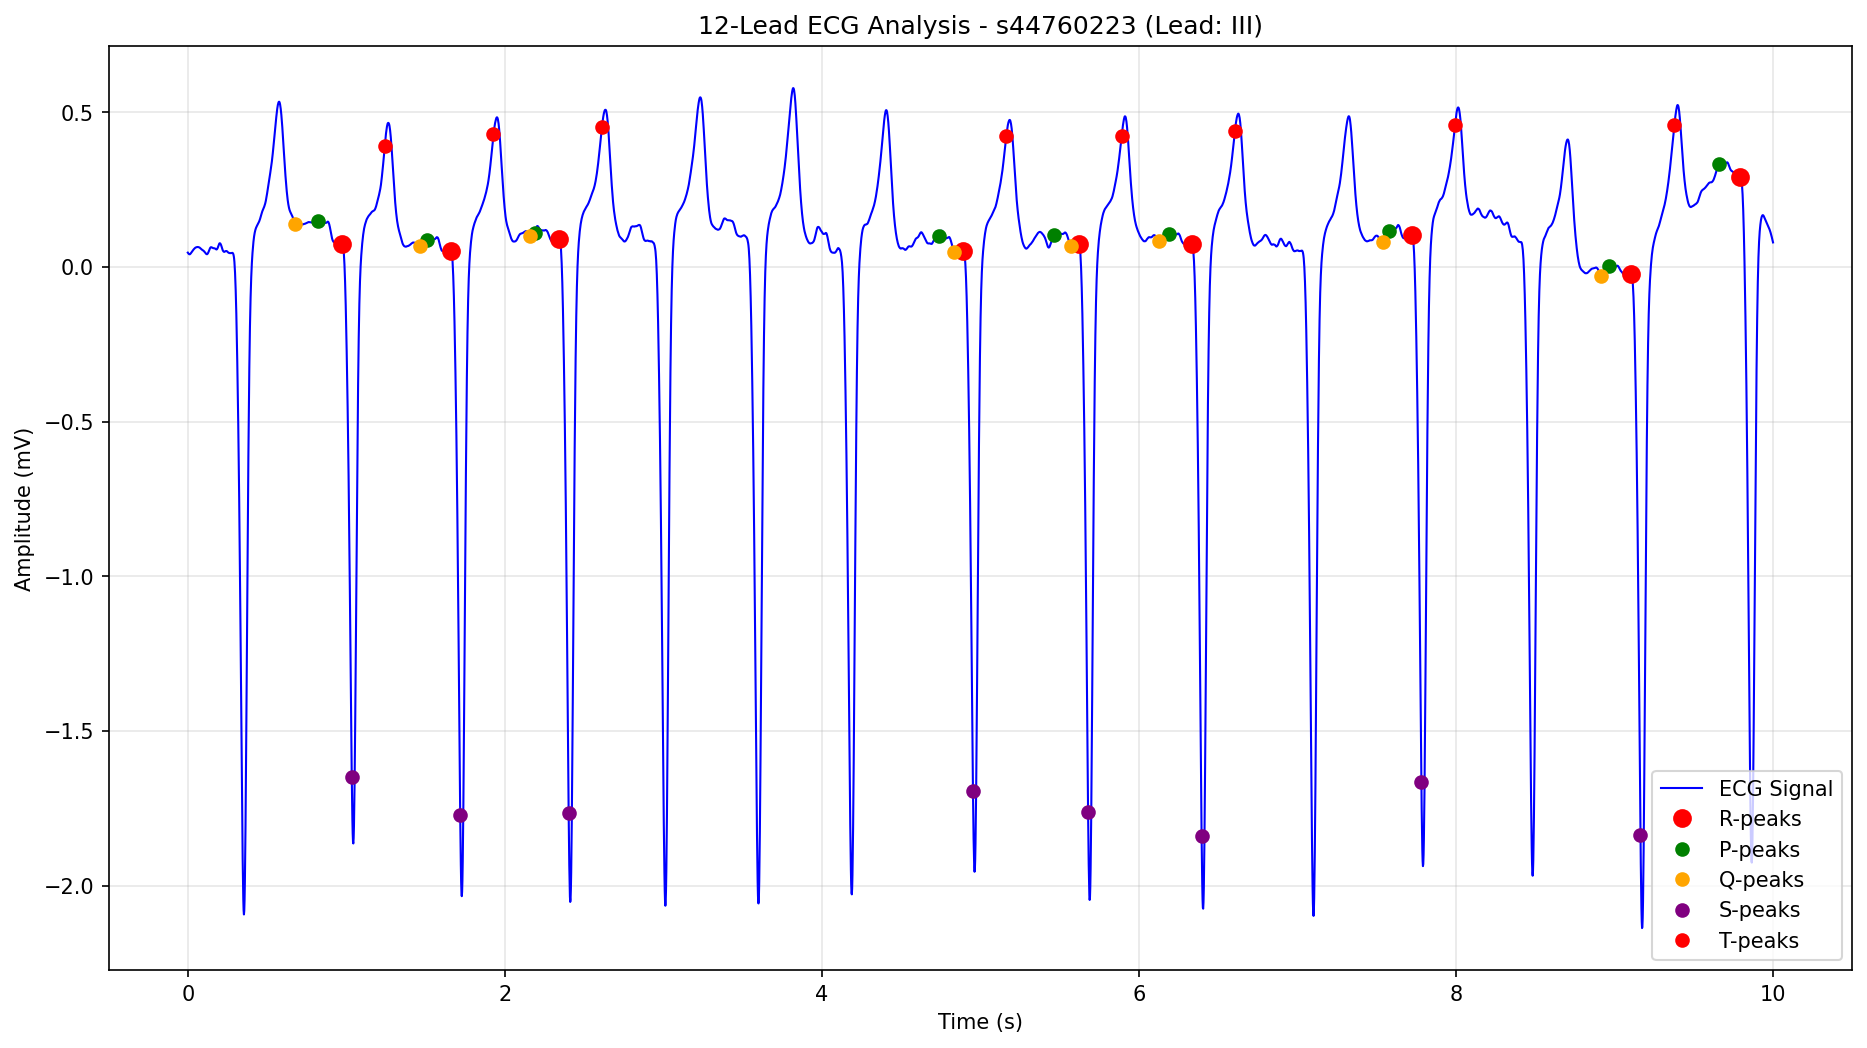 12-Lead ECG Analysis - s44760223 (Lead: III)
Amplitude (mV)
0.5
0.0
−0.5
−1.0
−1.5
−2.0
0 2 4 6 8 10
Time (s)
ECG Signal
R-peaks
P-peaks
Q-peaks
S-peaks
T-peaks